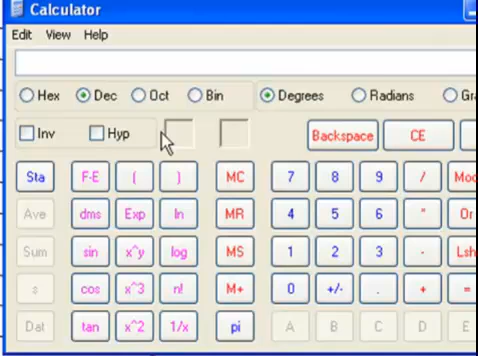 Calculator
Edit View Help
Hex Dec Oct Bin Degrees Radians Gra
Inv Hyp Backspace CE
Sta F-E ( ) MC 7 8 9 / Mod
Ave dms Exp ln MR 4 5 6 * Or
Sum sin x^y log MS 1 2 3 - Lsh
s cos x^3 n! M+ 0 +/- . + =
Dat tan x^2 1/x pi A B C D E